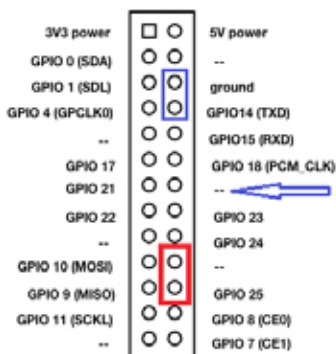 3V3 power 5V power
GPIO 0 (SDA) --
GPIO 1 (SDL) ground
GPIO 4 (GPCLK0) GPIO14 (TXD)
-- GPIO15 (RXD)
GPIO 17 GPIO 18 (PCM_CLK)
GPIO 21 --
GPIO 22 GPIO 23
-- GPIO 24
GPIO 10 (MOSI) --
GPIO 9 (MISO) GPIO 25
GPIO 11 (SCKL) GPIO 8 (CE0)
-- GPIO 7 (CE1)